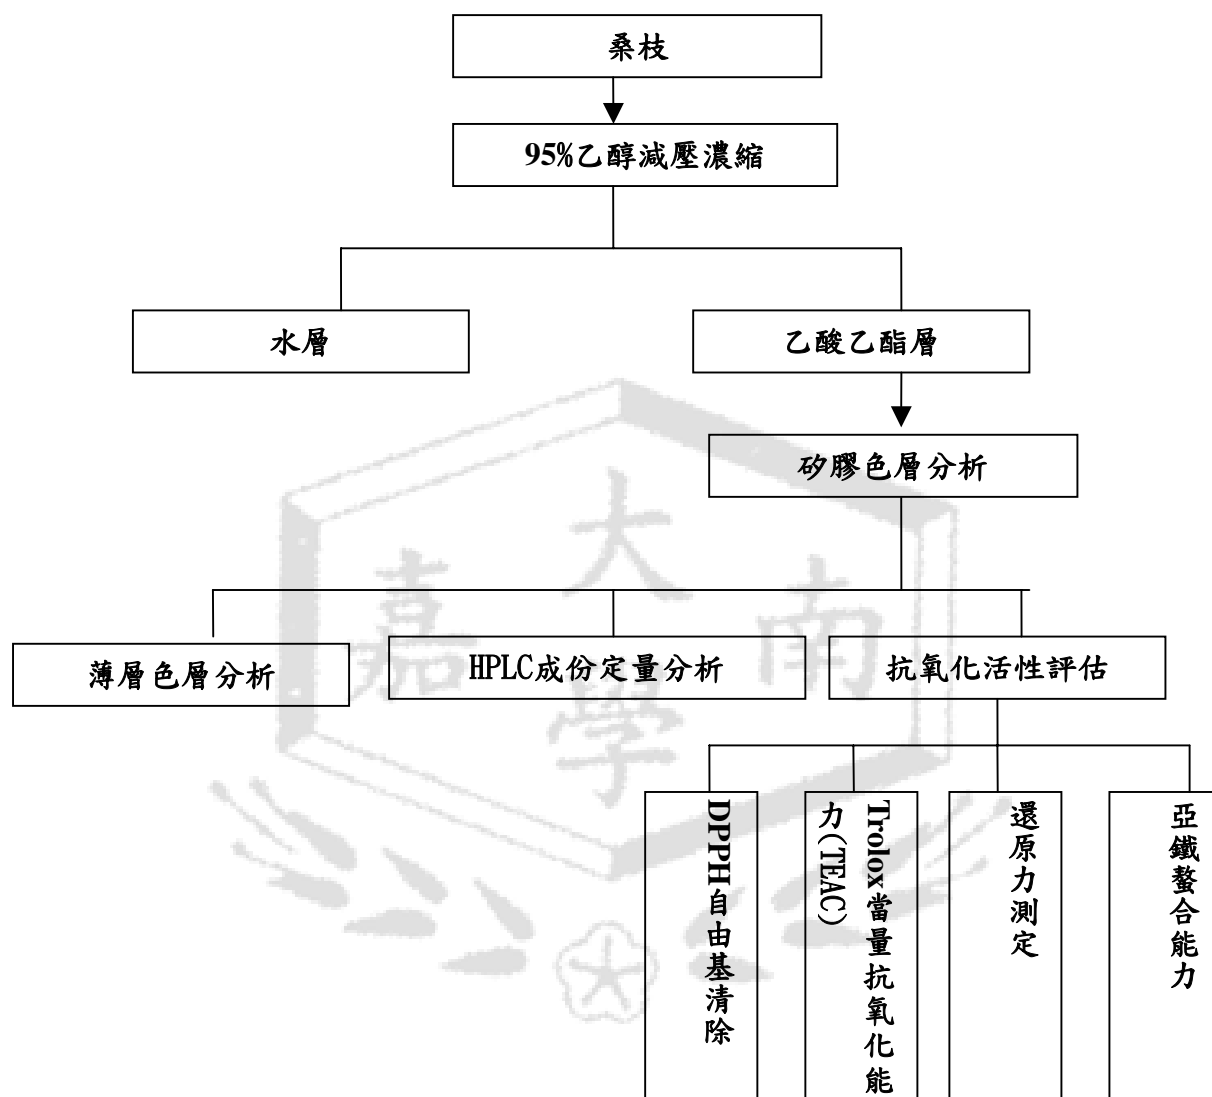 桑枝
95%乙醇減壓濃縮
水層
乙酸乙酯層
矽膠色層分析
薄層色層分析
HPLC成份定量分析
抗氧化活性評估
DPPH自由基清除
Trolox當量抗氧化能
力(TEAC)
還原力測定
亞鐵螯合能力
大
嘉
南
學